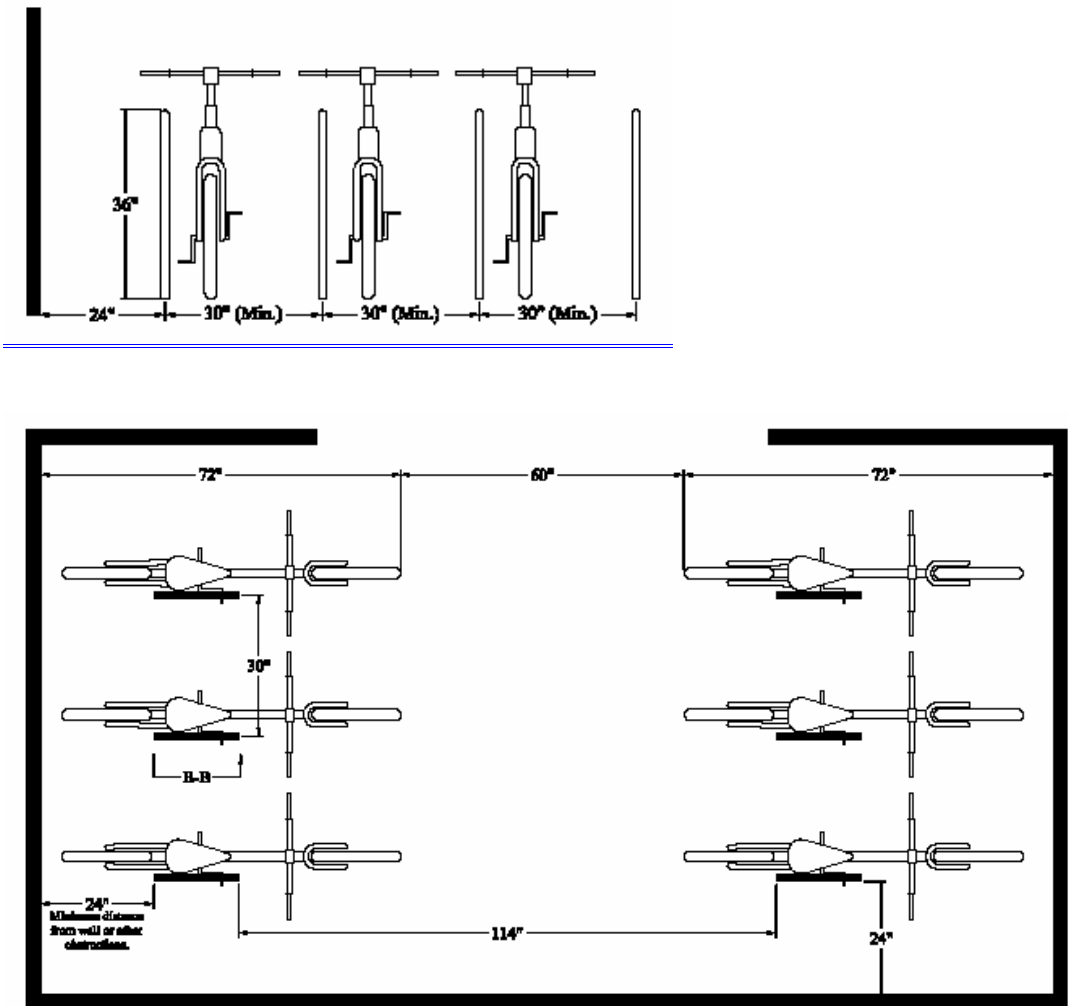 36"
24"
30" (Min.)
30" (Min.)
30" (Min.)
72"
60"
72"
30"
B-B
24"
Minimum distance
from wall or other
obstructions.
114"
24"